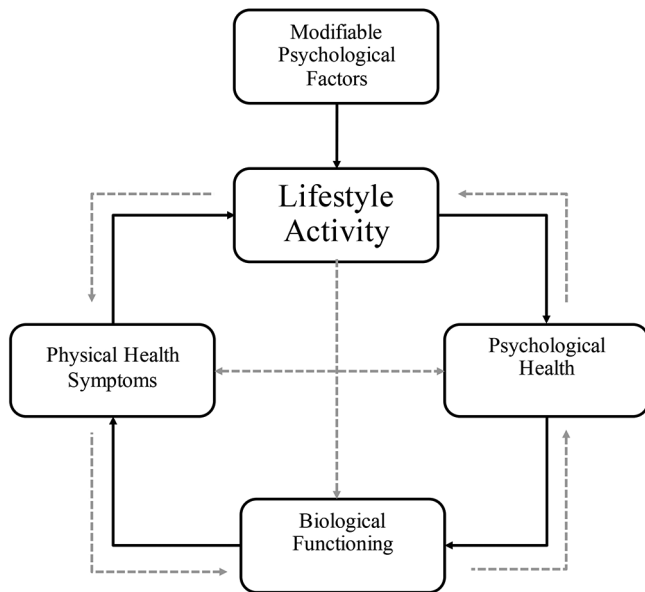 Modifiable
Psychological
Factors
Lifestyle
Activity
Physical Health
Symptoms
Psychological
Health
Biological
Functioning